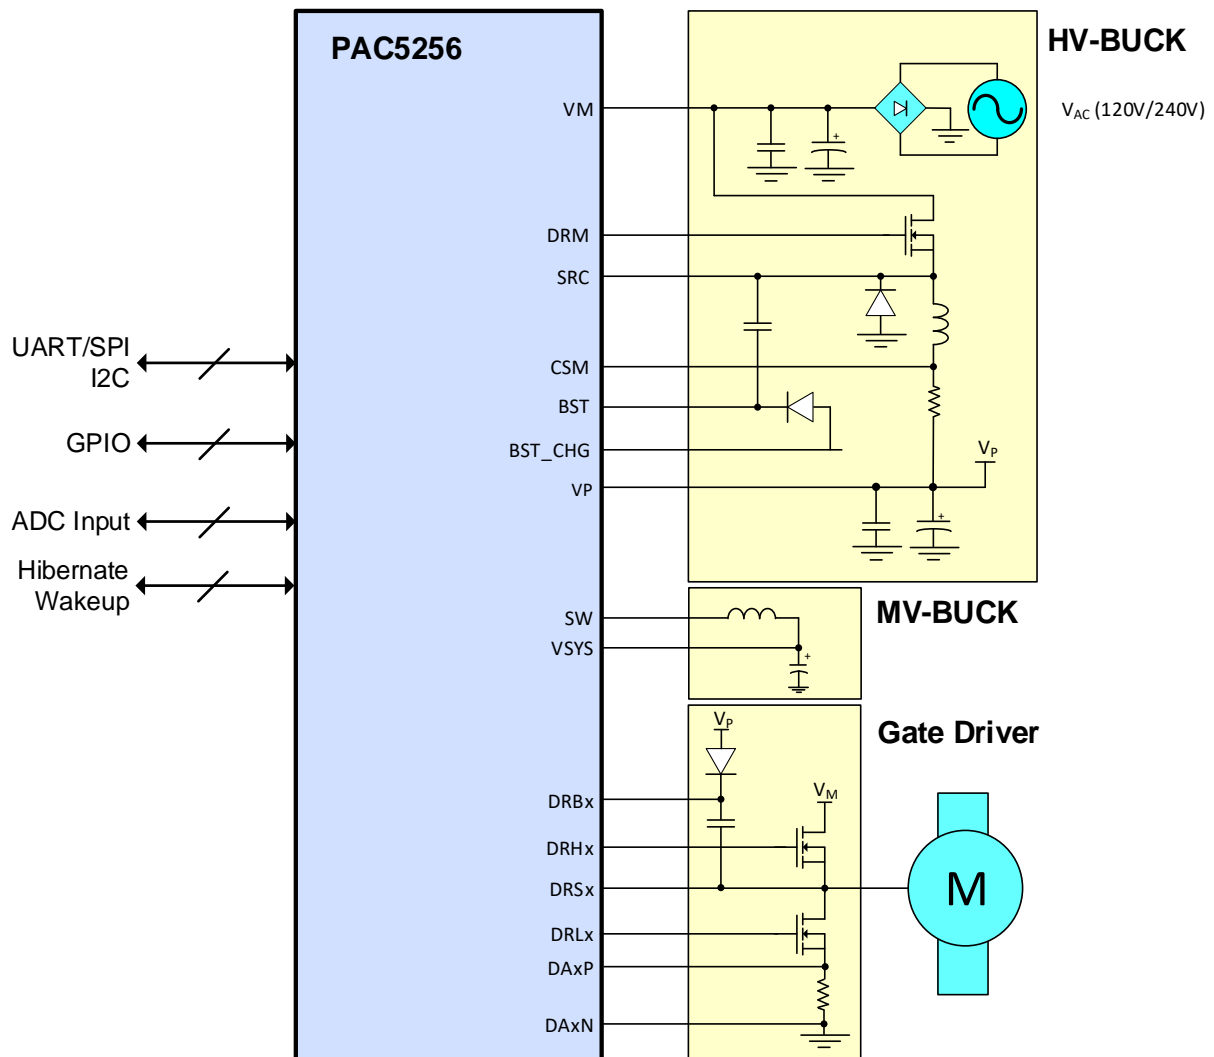 PAC5256
HV-BUCK
VM
VAC (120V/240V)
+
DRM
SRC
UART/SPI
I2C
CSM
BST
GPIO
BST_CHG
VP
VP
+
ADC Input
Hibernate
Wakeup
SW
MV-BUCK
VSYS
+
VP
Gate Driver
VM
DRBx
DRHx
DRSx
M
DRLx
DAxP
DAxN